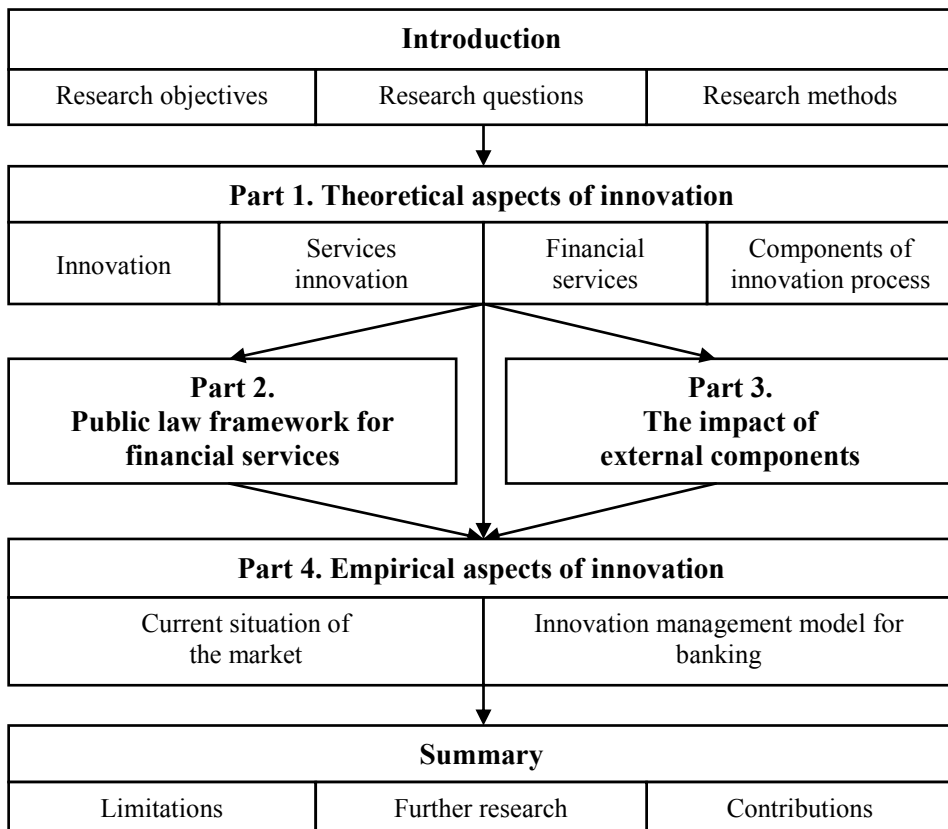 Introduction
Research objectives
Research questions
Research methods
Part 1. Theoretical aspects of innovation
Innovation
Services
innovation
Financial
services
Components of
innovation process
Part 2.
Public law framework for
financial services
Part 3.
The impact of
external components
Part 4. Empirical aspects of innovation
Current situation of
the market
Innovation management model for
banking
Summary
Limitations
Further research
Contributions